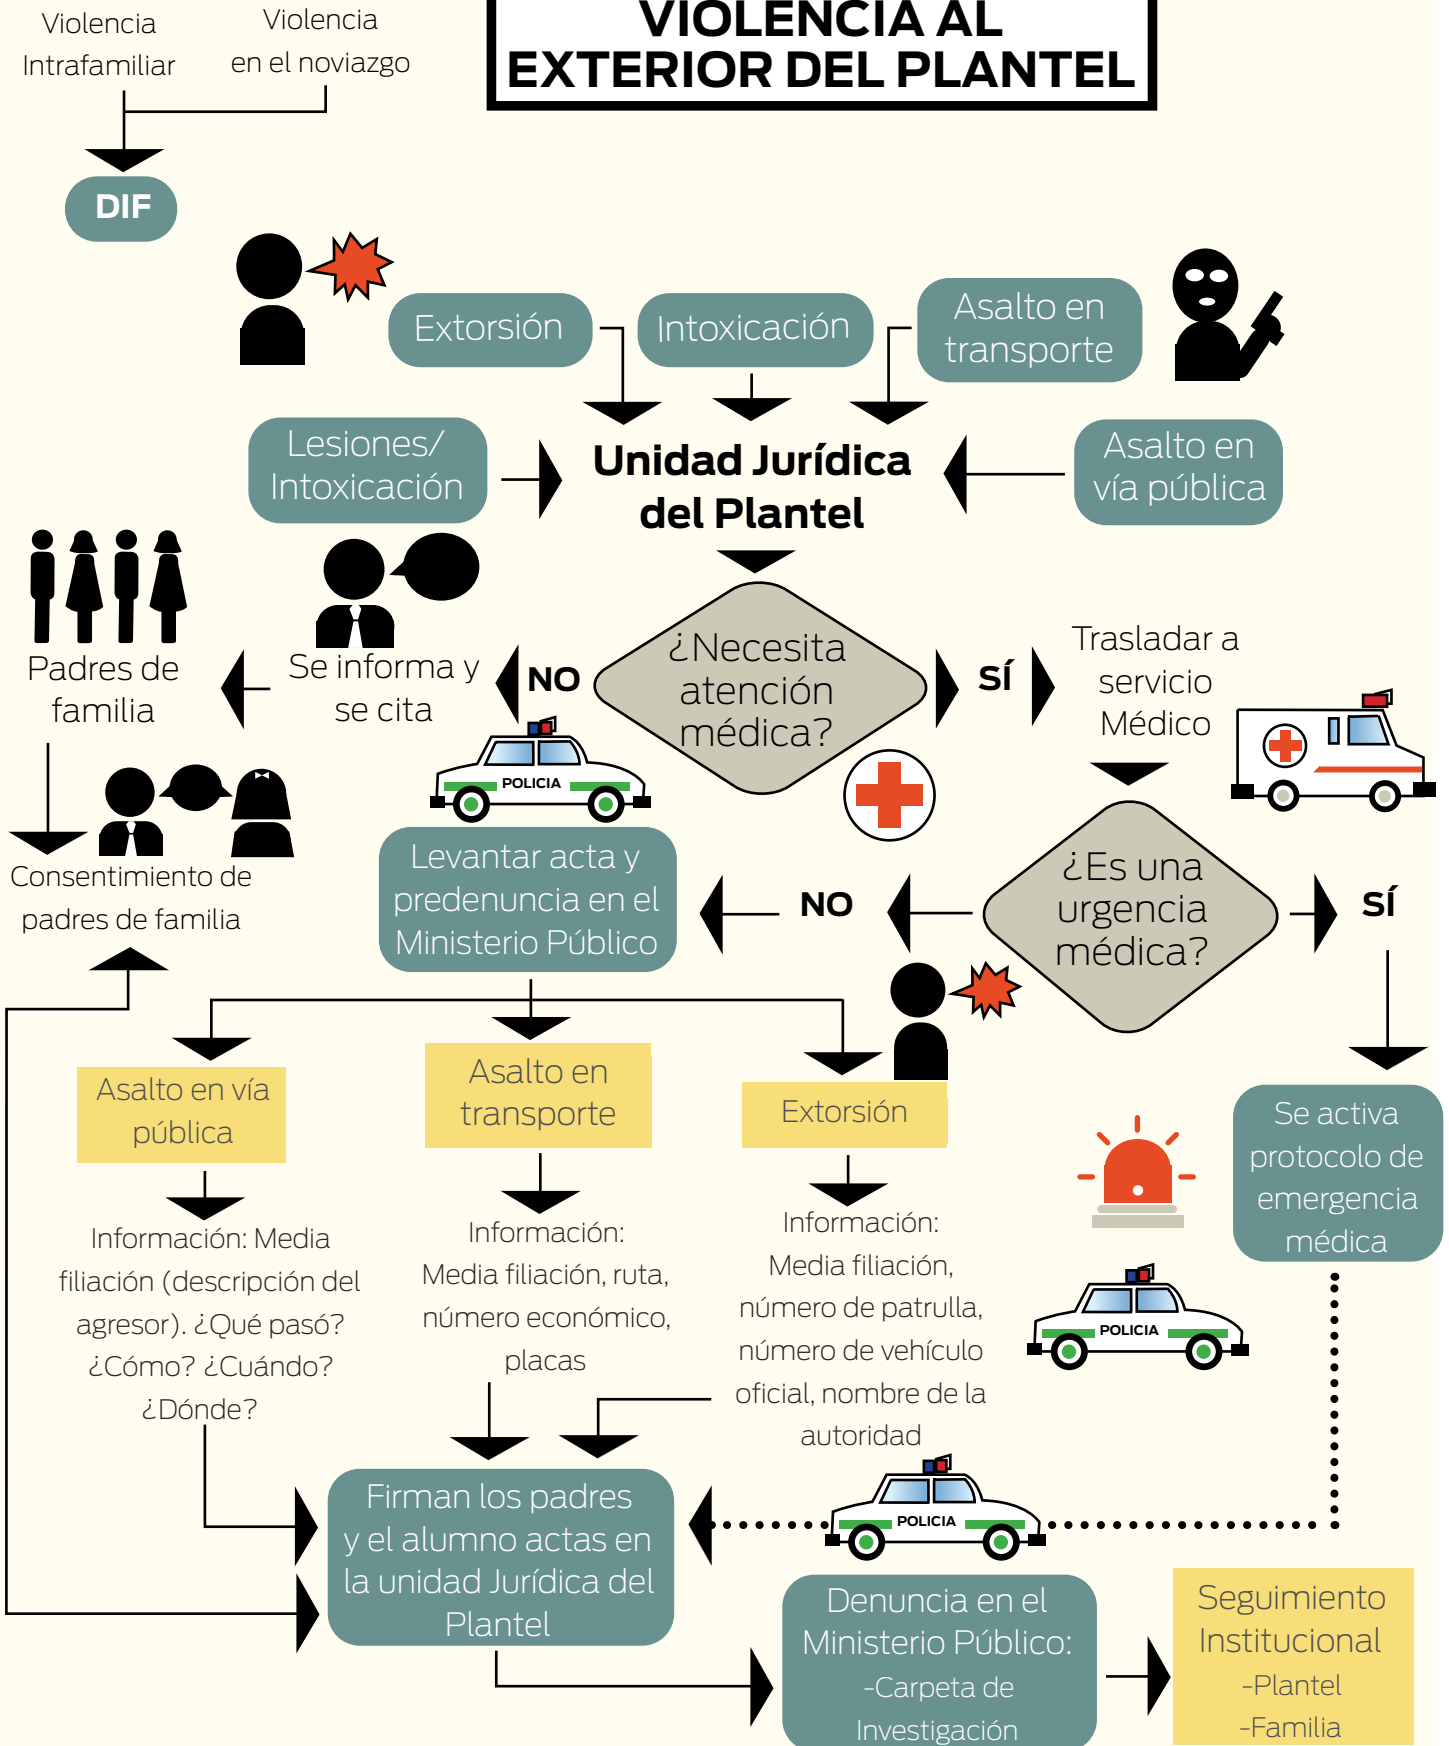 Violencia
Intrafamiliar
Violencia
en el noviazgo
VIOLENCIA AL
EXTERIOR DEL PLANTEL
DIF
Extorsión
Intoxicación
Asalto en
transporte
Lesiones/
Intoxicación
Unidad Jurídica
del Plantel
Asalto en
vía pública
Padres de
familia
Se informa y
se cita
NO
¿Necesita
atención
médica?
SÍ
Trasladar a
servicio
Médico
POLICIA
Consentimiento de
padres de familia
Levantar acta y
predenuncia en el
Ministerio Público
NO
¿Es una
urgencia
médica?
SÍ
Asalto en vía
pública
Asalto en
transporte
Extorsión
Se activa
protocolo de
emergencia
médica
Información: Media
filiación (descripción del
agresor). ¿Qué pasó?
¿Cómo? ¿Cuándo?
¿Dónde?
Información:
Media filiación, ruta,
número económico,
placas
Información:
Media filiación,
número de patrulla,
número de vehículo
oficial, nombre de la
autoridad
POLICIA
POLICIA
Firman los padres
y el alumno actas en
la unidad Jurídica del
Plantel
Denuncia en el
Ministerio Público:
-Carpeta de
Investigación
Seguimiento
Institucional
-Plantel
-Familia